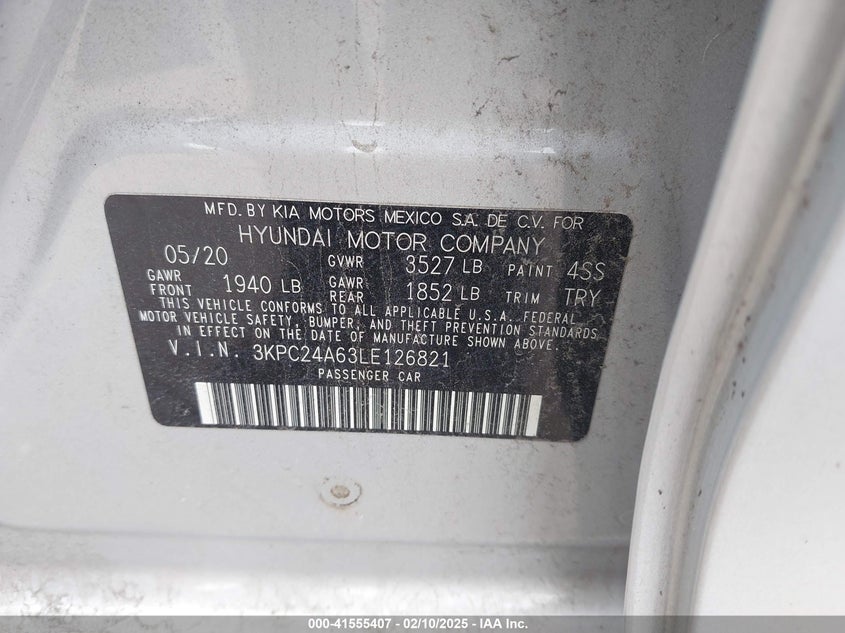 MFD. BY KIA MOTORS MEXICO S.A. DE C.V. FOR
HYUNDAI MOTOR COMPANY
05/20 GVWR 3527 LB PAINT 4SS
GAWR FRONT 1940 LB GAWR REAR 1852 LB TRIM TRY
THIS VEHICLE CONFORMS TO ALL APPLICABLE U.S.A. FEDERAL
MOTOR VEHICLE SAFETY, BUMPER, AND THEFT PREVENTION STANDARDS
IN EFFECT ON THE DATE OF MANUFACTURE SHOWN ABOVE.
V.I.N. 3KPC24A63LE126821
PASSENGER CAR
000-41555407 - 02/10/2025 - IAA Inc.